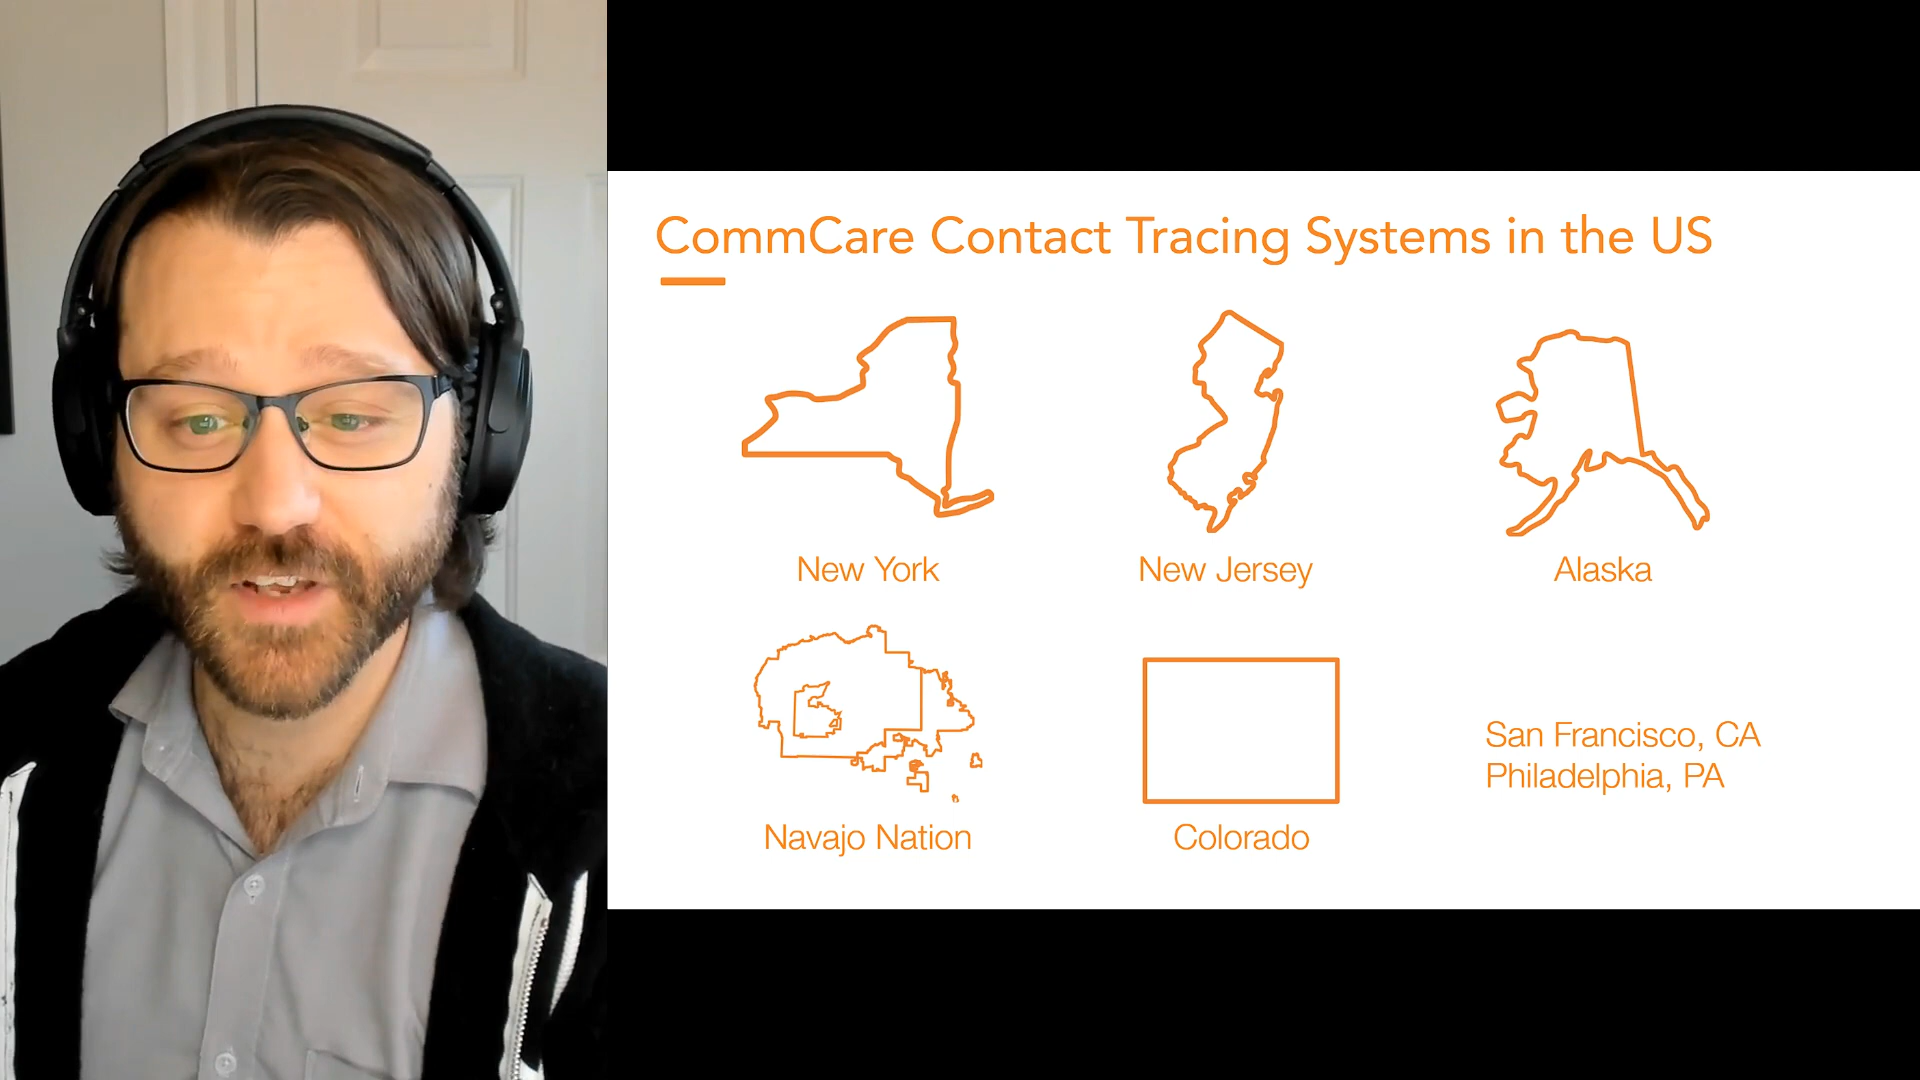 CommCare Contact Tracing Systems in the US
New York
New Jersey
Alaska
Navajo Nation
Colorado
San Francisco, CA
Philadelphia, PA